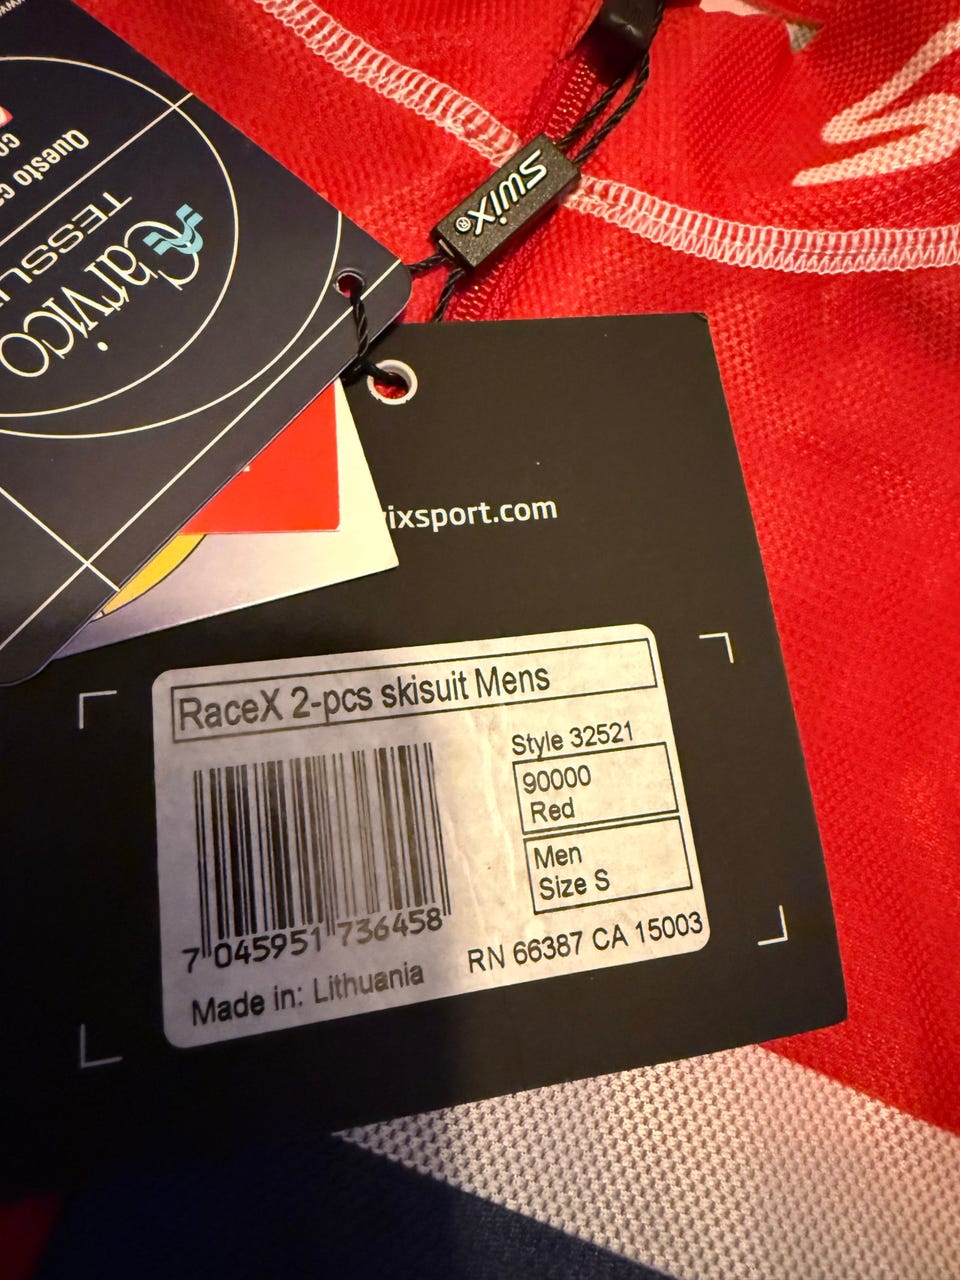 Questo
Carvico
swix®
ixsport.com
RaceX 2-pcs skisuit Mens
Style 32521
90000
Red
Men
Size S
7 045951 736458
RN 66387 CA 15003
Made in: Lithuania